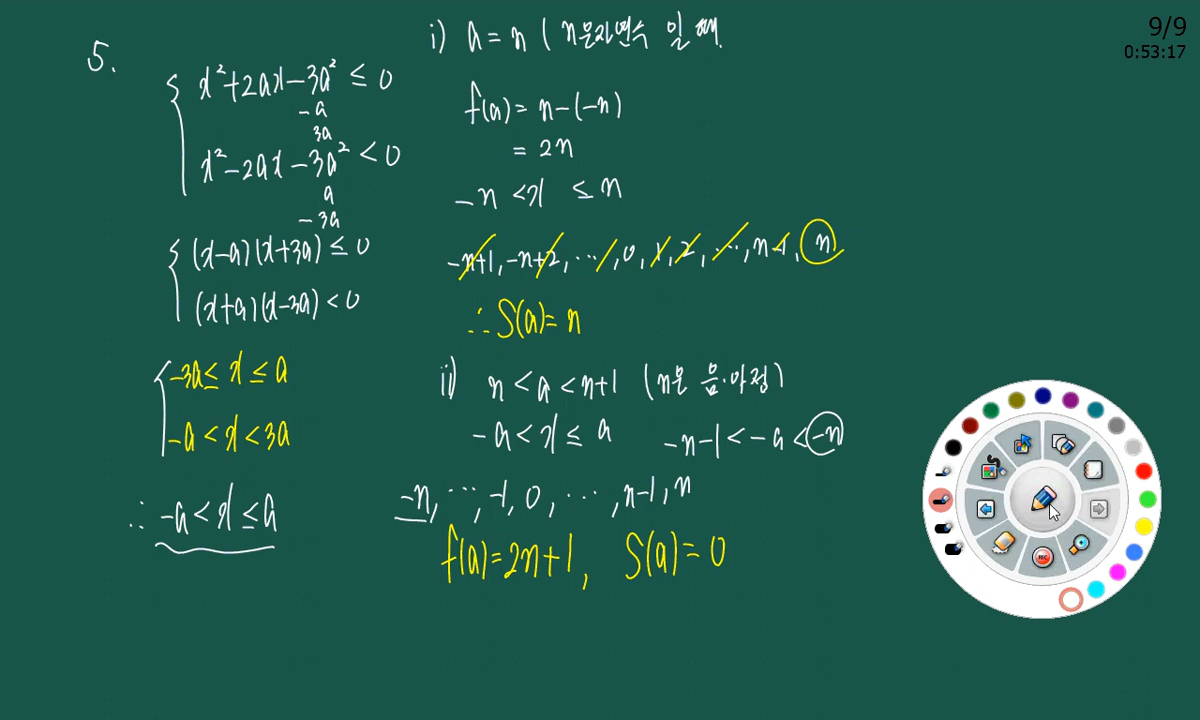 9/9
0:53:17
5.
x²+2ax-3a² ≤ 0
-a
3a
x²-2ax-3a² < 0
a
-3a
(x-a)(x+3a) ≤ 0
(x+a)(x-3a) < 0
-3a ≤ x ≤ a
-a < x < 3a
∴ -a < x ≤ a
i) a = n ( n은 자연수 일 때
f(a) = n-(-n)
= 2n
-n < x ≤ n
-n+1, -n+2, ⋯, 0, 1, 2, ⋯, n-1, n
∴ S(a) = n
ii) n < a < n+1 (n은 음·아정)
-a < x ≤ a -n-1 < -a < -n
-n, ⋯, -1, 0, ⋯, n-1, n
f(a) = 2n+1, S(a) = 0
REC